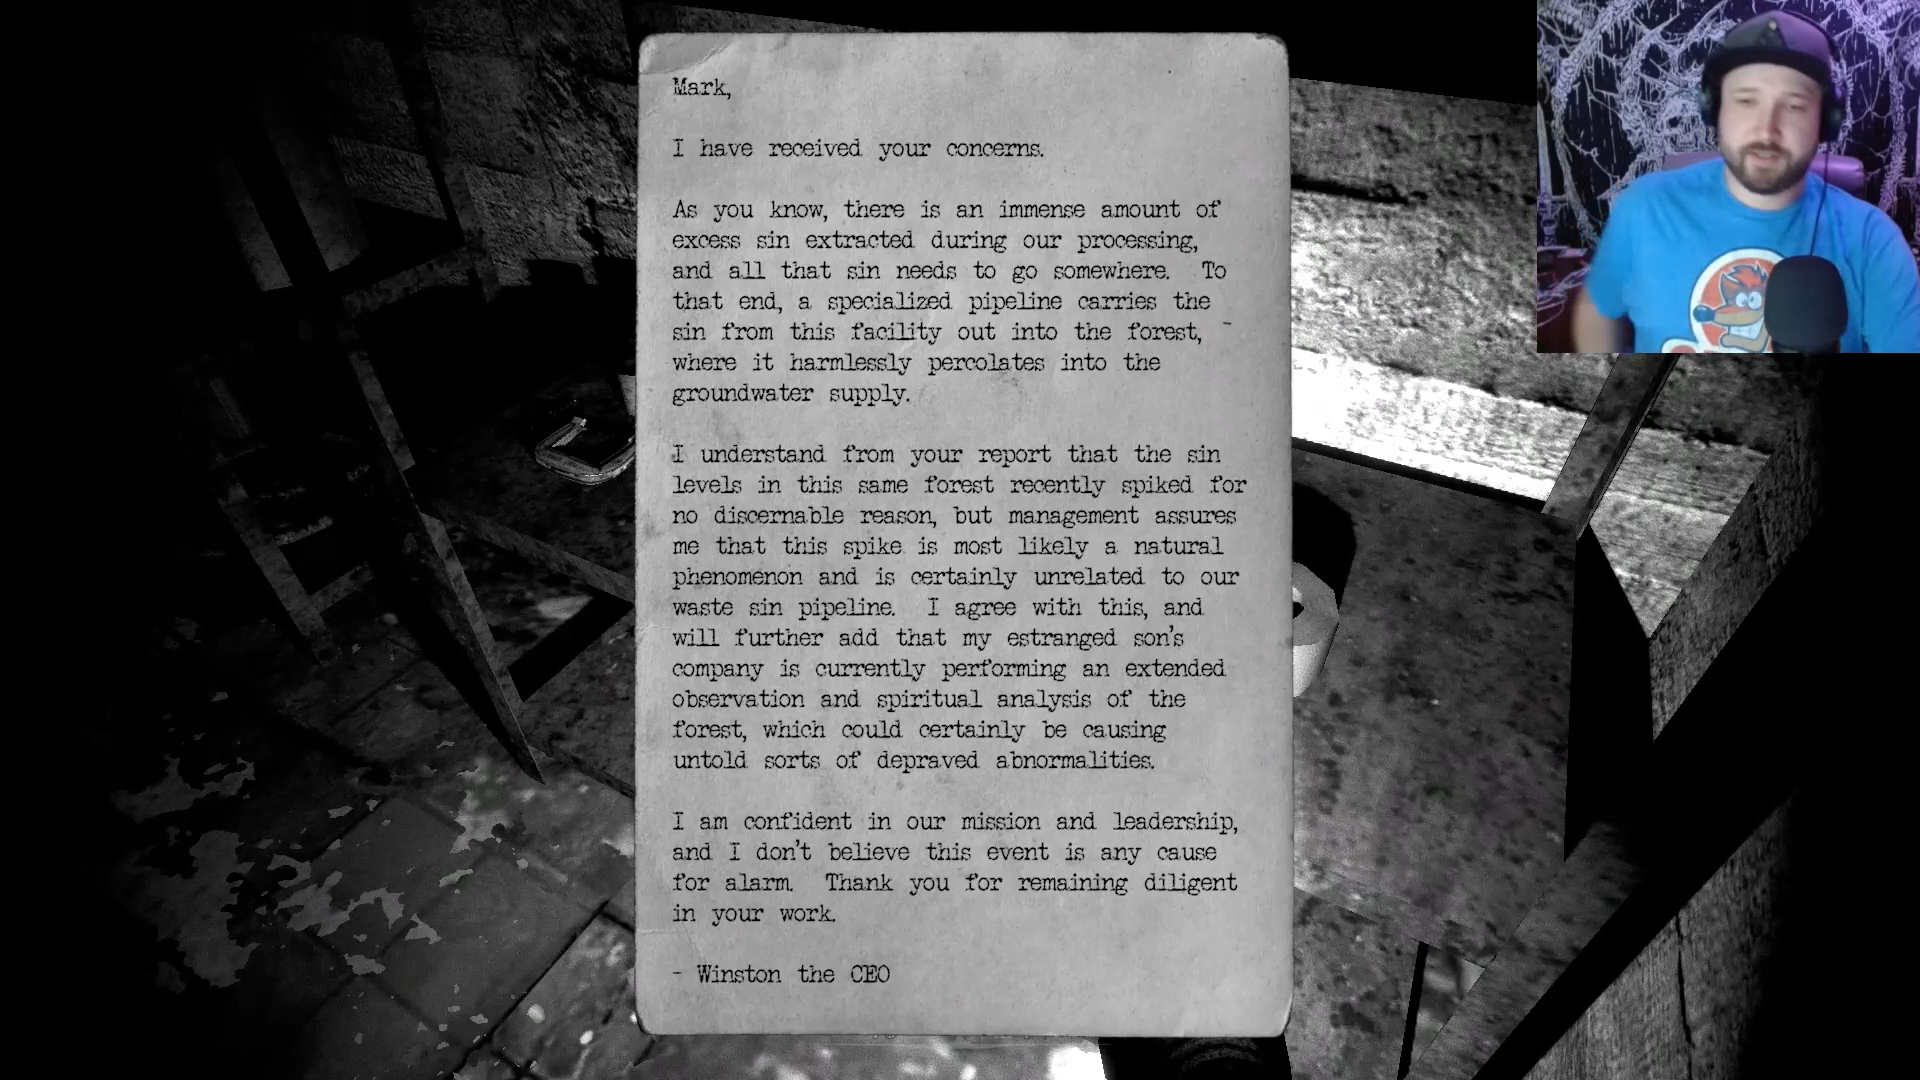 Mark,
I have received your concerns.
As you know, there is an immense amount of
excess sin extracted during our processing,
and all that sin needs to go somewhere. To
that end, a specialized pipeline carries the
sin from this facility out into the forest,
where it harmlessly percolates into the
groundwater supply.
I understand from your report that the sin
levels in this same forest recently spiked for
no discernable reason, but management assures
me that this spike is most likely a natural
phenomenon and is certainly unrelated to our
waste sin pipeline. I agree with this, and
will further add that my estranged son's
company is currently performing an extended
observation and spiritual analysis of the
forest, which could certainly be causing
untold sorts of depraved abnormalities.
I am confident in our mission and leadership,
and I don't believe this event is any cause
for alarm. Thank you for remaining diligent
in your work.
- Winston the CEO